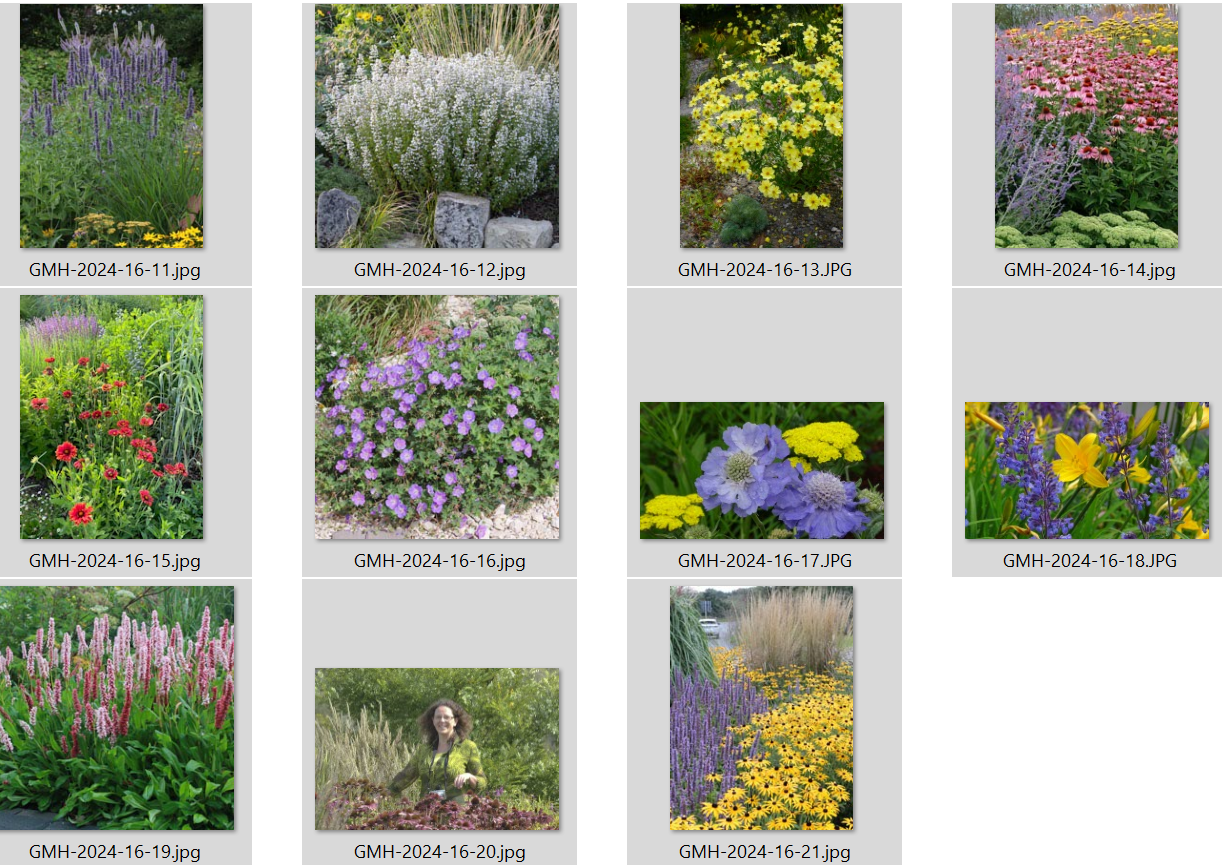 GMH-2024-16-11.jpg
GMH-2024-16-12.jpg
GMH-2024-16-13.JPG
GMH-2024-16-14.jpg
GMH-2024-16-15.jpg
GMH-2024-16-16.jpg
GMH-2024-16-17.JPG
GMH-2024-16-18.JPG
GMH-2024-16-19.jpg
GMH-2024-16-20.jpg
GMH-2024-16-21.jpg